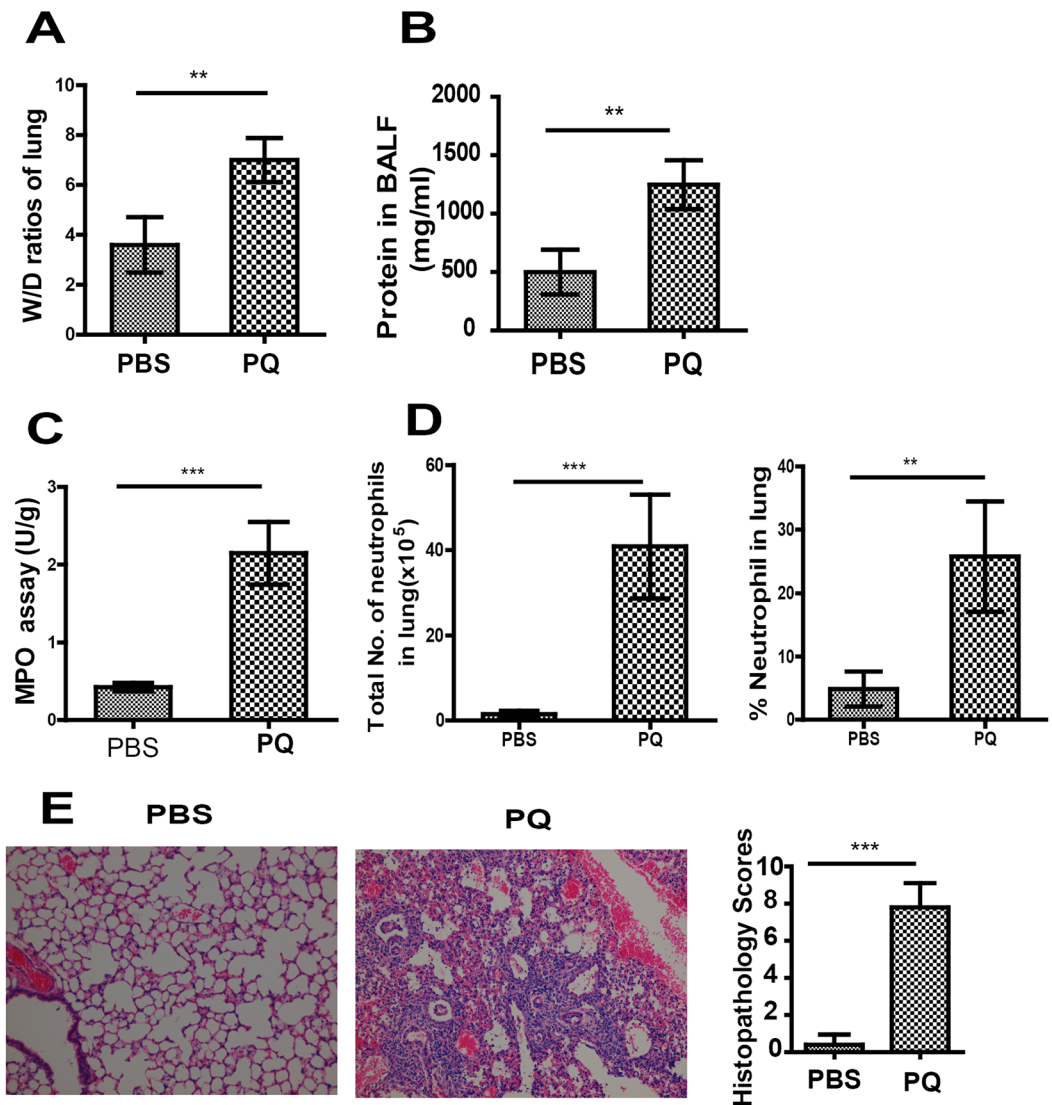 A
W/D ratios of lung
**
10
8
6
4
2
0
PBS
PQ
B
Protein in BALF
(mg/ml)
**
2000
1500
1000
500
0
PBS
PQ
C
MPO assay (U/g)
***
3
2
1
0
PBS
PQ
D
Total No. of neutrophils
in lung(x10⁵)
***
60
40
20
0
PBS
PQ
% Neutrophil in lung
**
40
30
20
10
0
PBS
PQ
E
PBS
PQ
Histopathology Scores
***
10
8
6
4
2
0
PBS
PQ